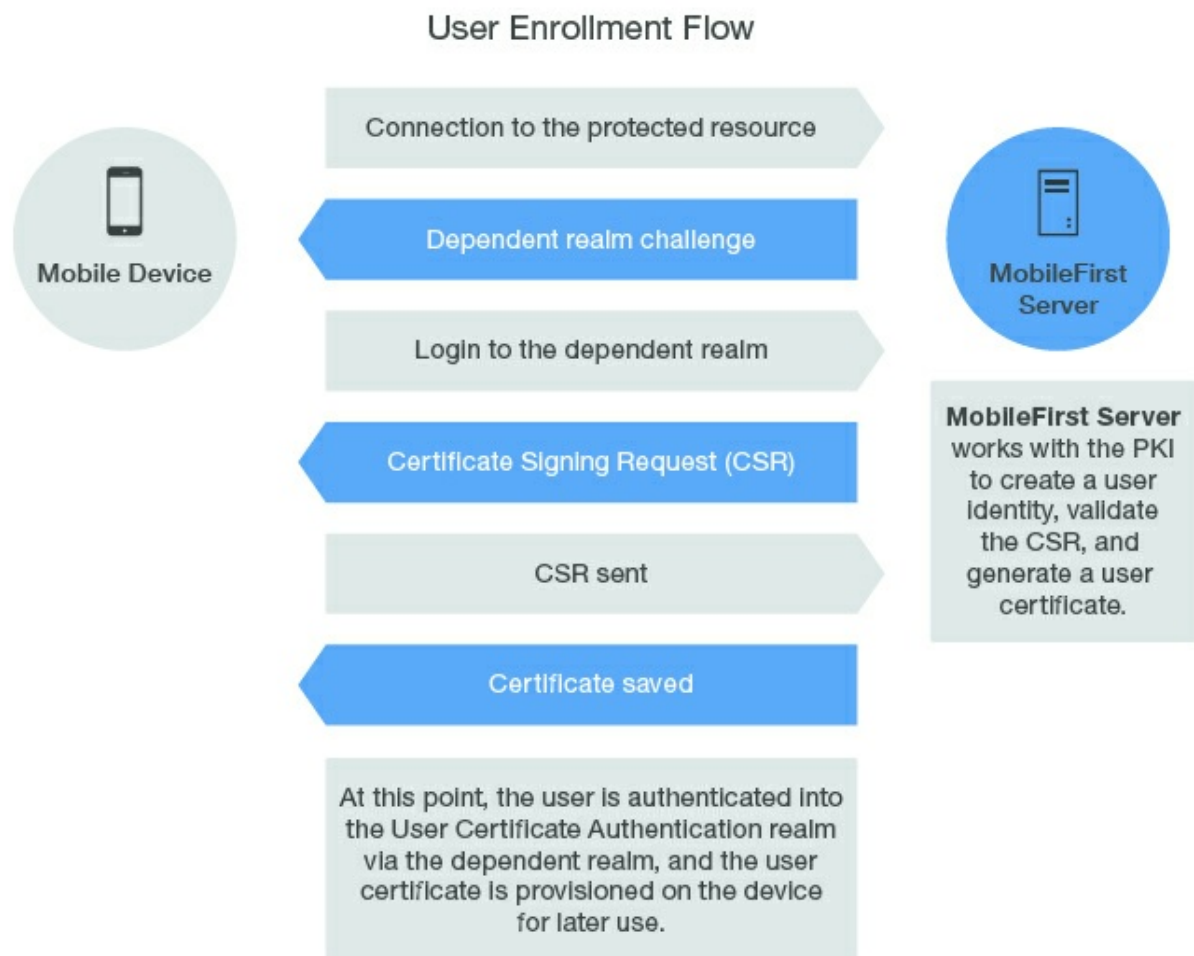 User Enrollment Flow
Connection to the protected resource
Mobile Device
Dependent realm challenge
MobileFirst
Server
Login to the dependent realm
Certificate Signing Request (CSR)
MobileFirst Server
works with the PKI
to create a user
identity, validate
the CSR, and
generate a user
certificate.
CSR sent
Certificate saved
At this point, the user is authenticated into
the User Certificate Authentication realm
via the dependent realm, and the user
certificate is provisioned on the device
for later use.